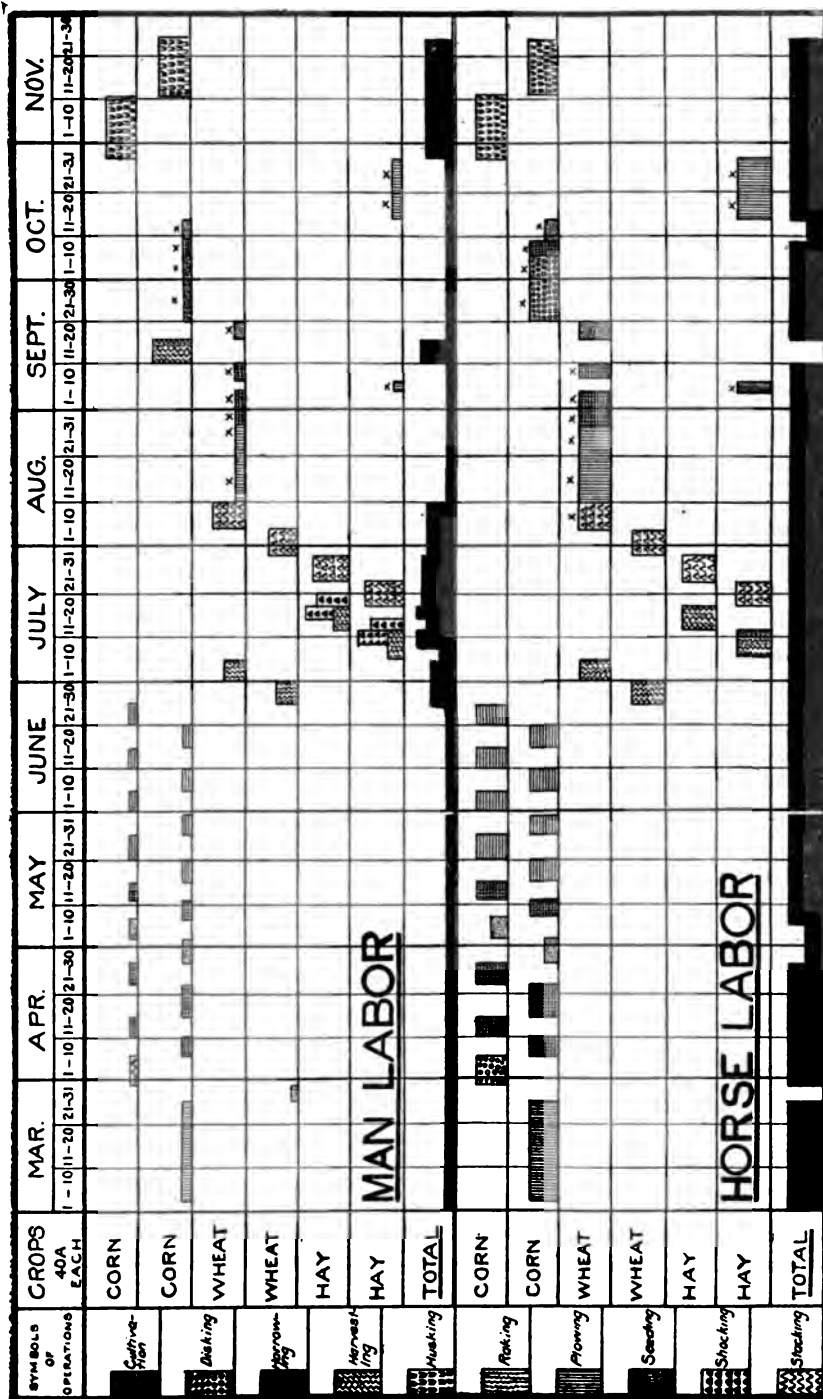 SYMBOLS OF OPERATIONS
CROPS 40A EACH
MAR. APR. MAY JUNE JULY AUG. SEPT. OCT. NOV.
1-10 11-20 21-31 1-10 11-20 21-30 1-10 11-20 21-31 1-10 11-20 21-30 1-10 11-20 21-31 1-10 11-20 21-31 1-10 11-20 21-30 1-10 11-20 21-31 1-10 11-20 21-30
Cultivation
CORN
Disking
CORN
WHEAT
Harrowing
WHEAT
Harvesting
HAY
HAY
Husking
TOTAL
MAN LABOR
Raking
CORN
CORN
Plowing
WHEAT
Seeding
WHEAT
Shocking
HAY
HAY
Stacking
TOTAL
HORSE LABOR